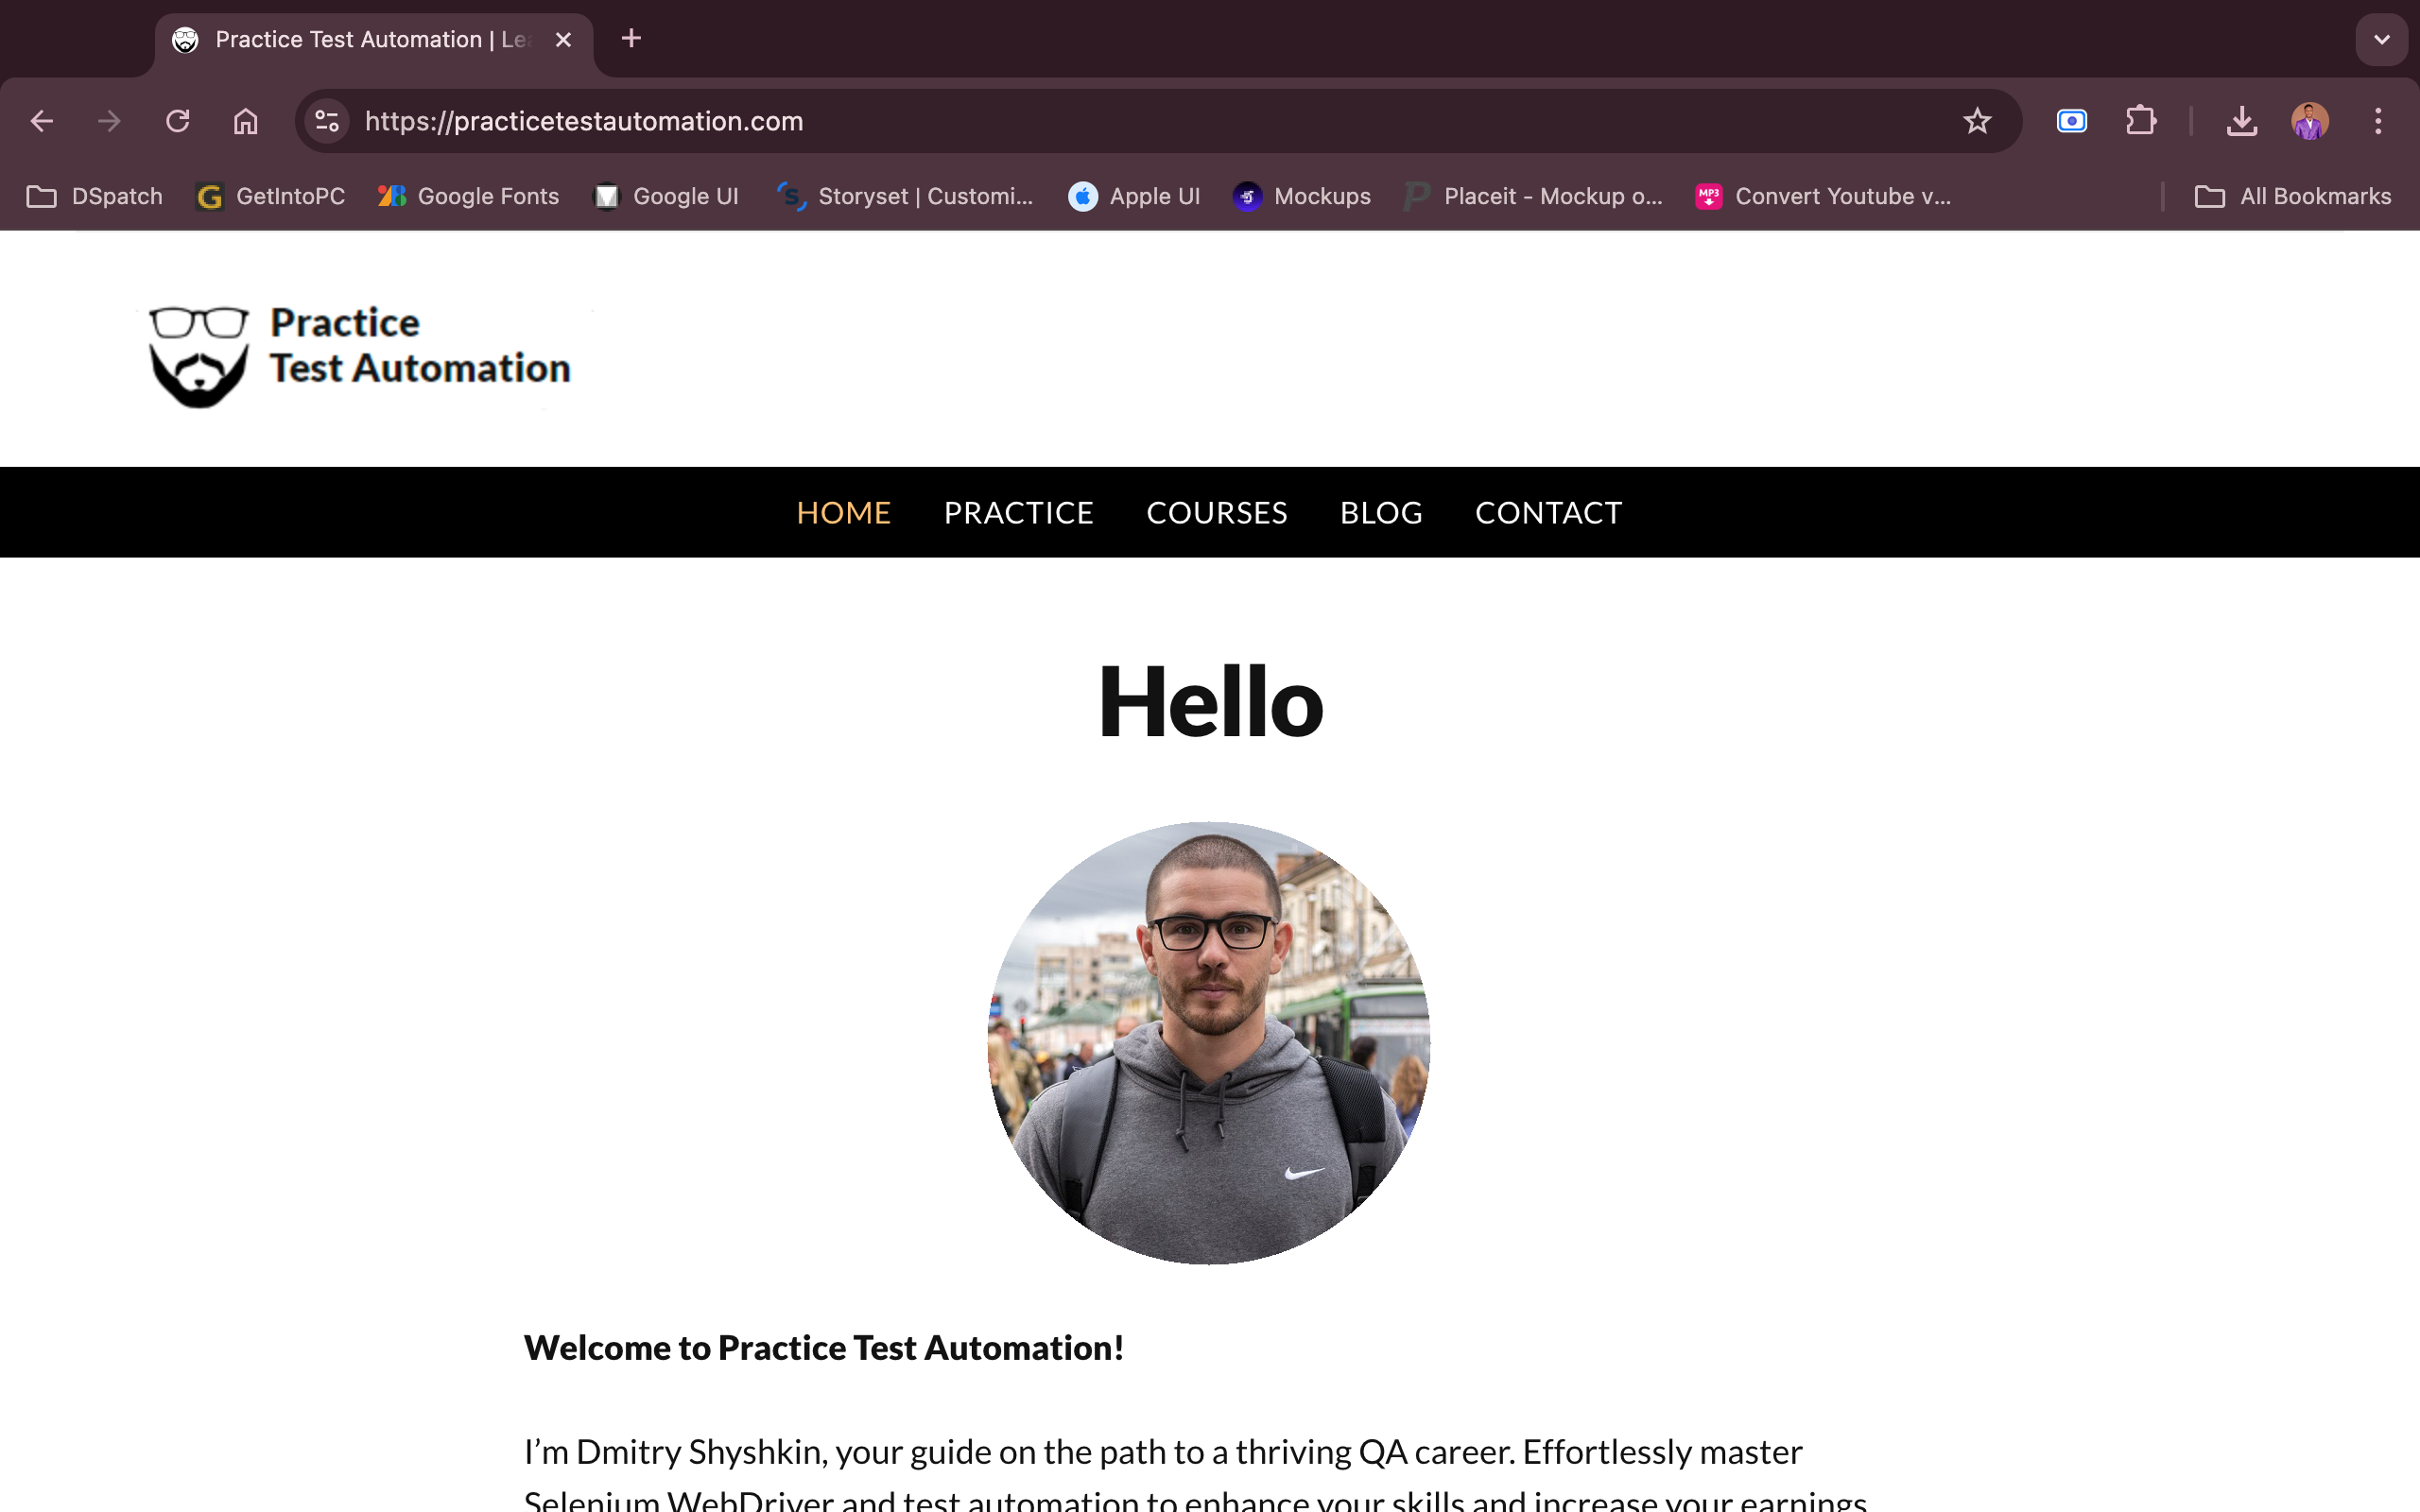 Practice Test Automation | Le
https://practicetestautomation.com
DSpatch GetIntoPC Google Fonts Google UI Storyset | Customi... Apple UI Mockups Placeit - Mockup o... MP3 Convert Youtube v... All Bookmarks
Practice
Test Automation
HOME PRACTICE COURSES BLOG CONTACT
Hello
Welcome to Practice Test Automation!
I’m Dmitry Shyshkin, your guide on the path to a thriving QA career. Effortlessly master
Selenium WebDriver and test automation to enhance your skills and increase your earnings